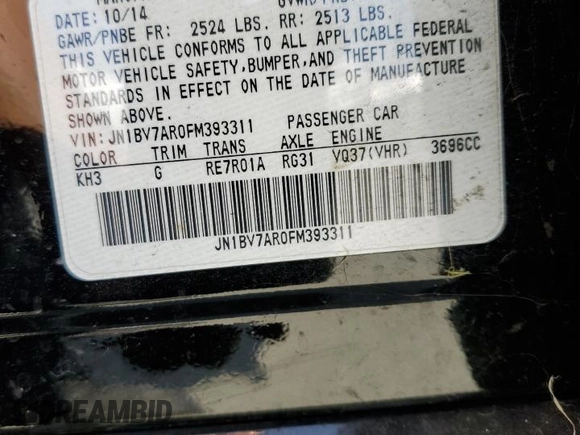 DATE: 10/14
GAWR/PNBE FR: 2524 LBS. RR: 2513 LBS.
THIS VEHICLE CONFORMS TO ALL APPLICABLE FEDERAL
MOTOR VEHICLE SAFETY,BUMPER,AND THEFT PREVENTION
STANDARDS IN EFFECT ON THE DATE OF MANUFACTURE
SHOWN ABOVE.
VIN: JN1BV7AR0FM393311 PASSENGER CAR
COLOR TRIM TRANS AXLE ENGINE
KH3 G RE7R01A RG31 VQ37(VHR) 3696CC
JN1BV7AR0FM393311
DREAMBID